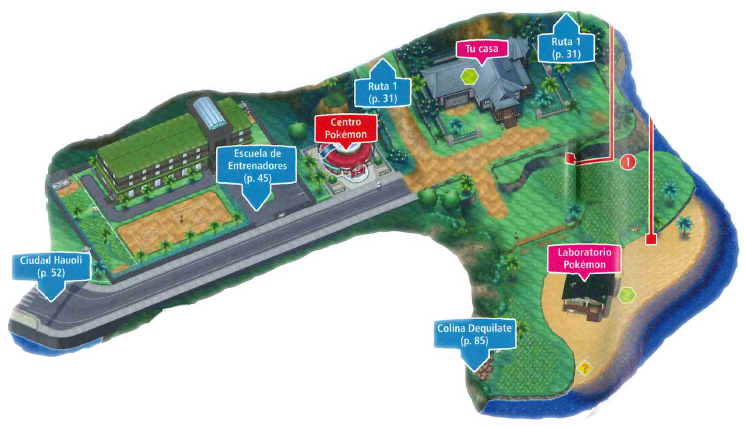 Ruta 1
(p. 31)
Tu casa
Ruta 1
(p. 31)
Centro
Pokémon
Escuela de
Entrenadores
(p. 45)
1
Laboratorio
Pokémon
Ciudad Hauoli
(p. 52)
Colina Dequilate
(p. 85)
?